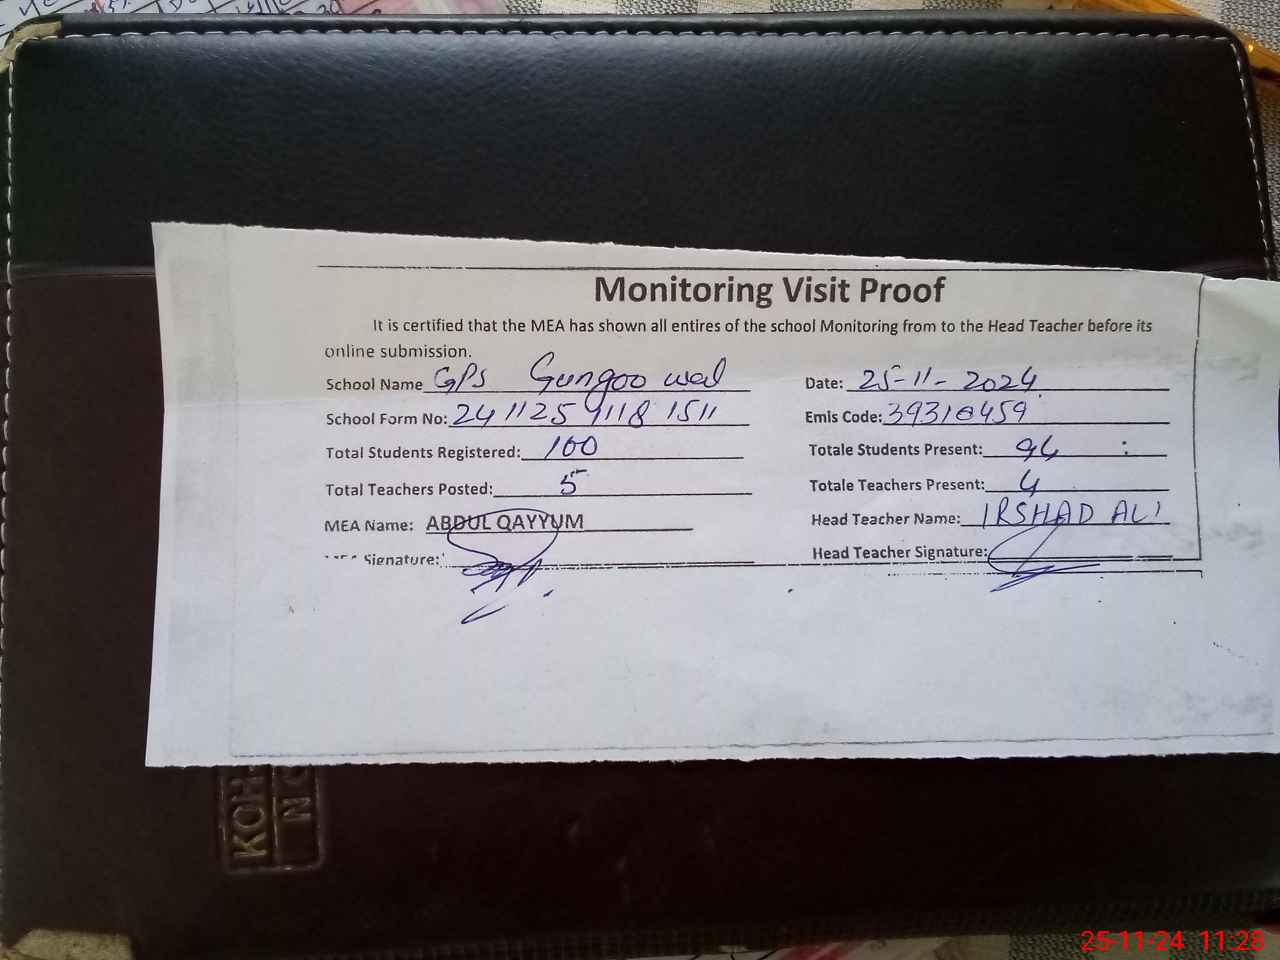 Monitoring Visit Proof
It is certified that the MEA has shown all entires of the school Monitoring from to the Head Teacher before its
online submission.
School Name GPS Gungoo wal Date: 25-11-2024
School Form No: 241125 9118 1511 Emis Code: 39310459
Total Students Registered: 100 Totale Students Present: 94
Total Teachers Posted: 5 Totale Teachers Present: 4
MEA Name: ABDUL QAYYUM Head Teacher Name: IRSHAD ALI
Signature: Head Teacher Signature:
KOH-
25-11-24 11:28